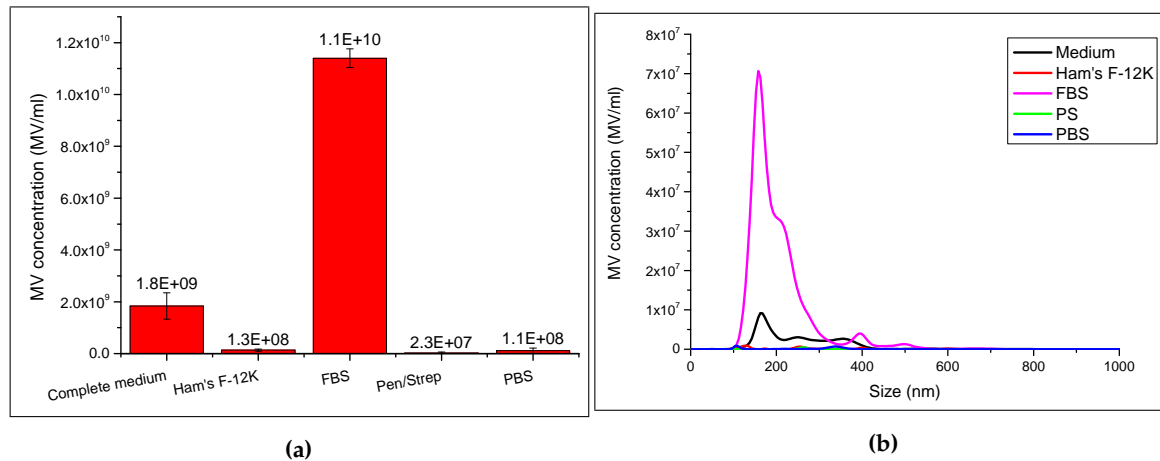 MV concentration (MV/ml)
1.2x10^10
1.0x10^10
8.0x10^9
6.0x10^9
4.0x10^9
2.0x10^9
0.0
1.8E+09
1.3E+08
1.1E+10
2.3E+07
1.1E+08
Complete medium
Ham's F-12K
FBS
Pen/Strep
PBS
(a)
MV concentration (MV/ml)
8x10^7
7x10^7
6x10^7
5x10^7
4x10^7
3x10^7
2x10^7
1x10^7
0
Medium
Ham's F-12K
FBS
PS
PBS
0 200 400 600 800 1000
Size (nm)
(b)